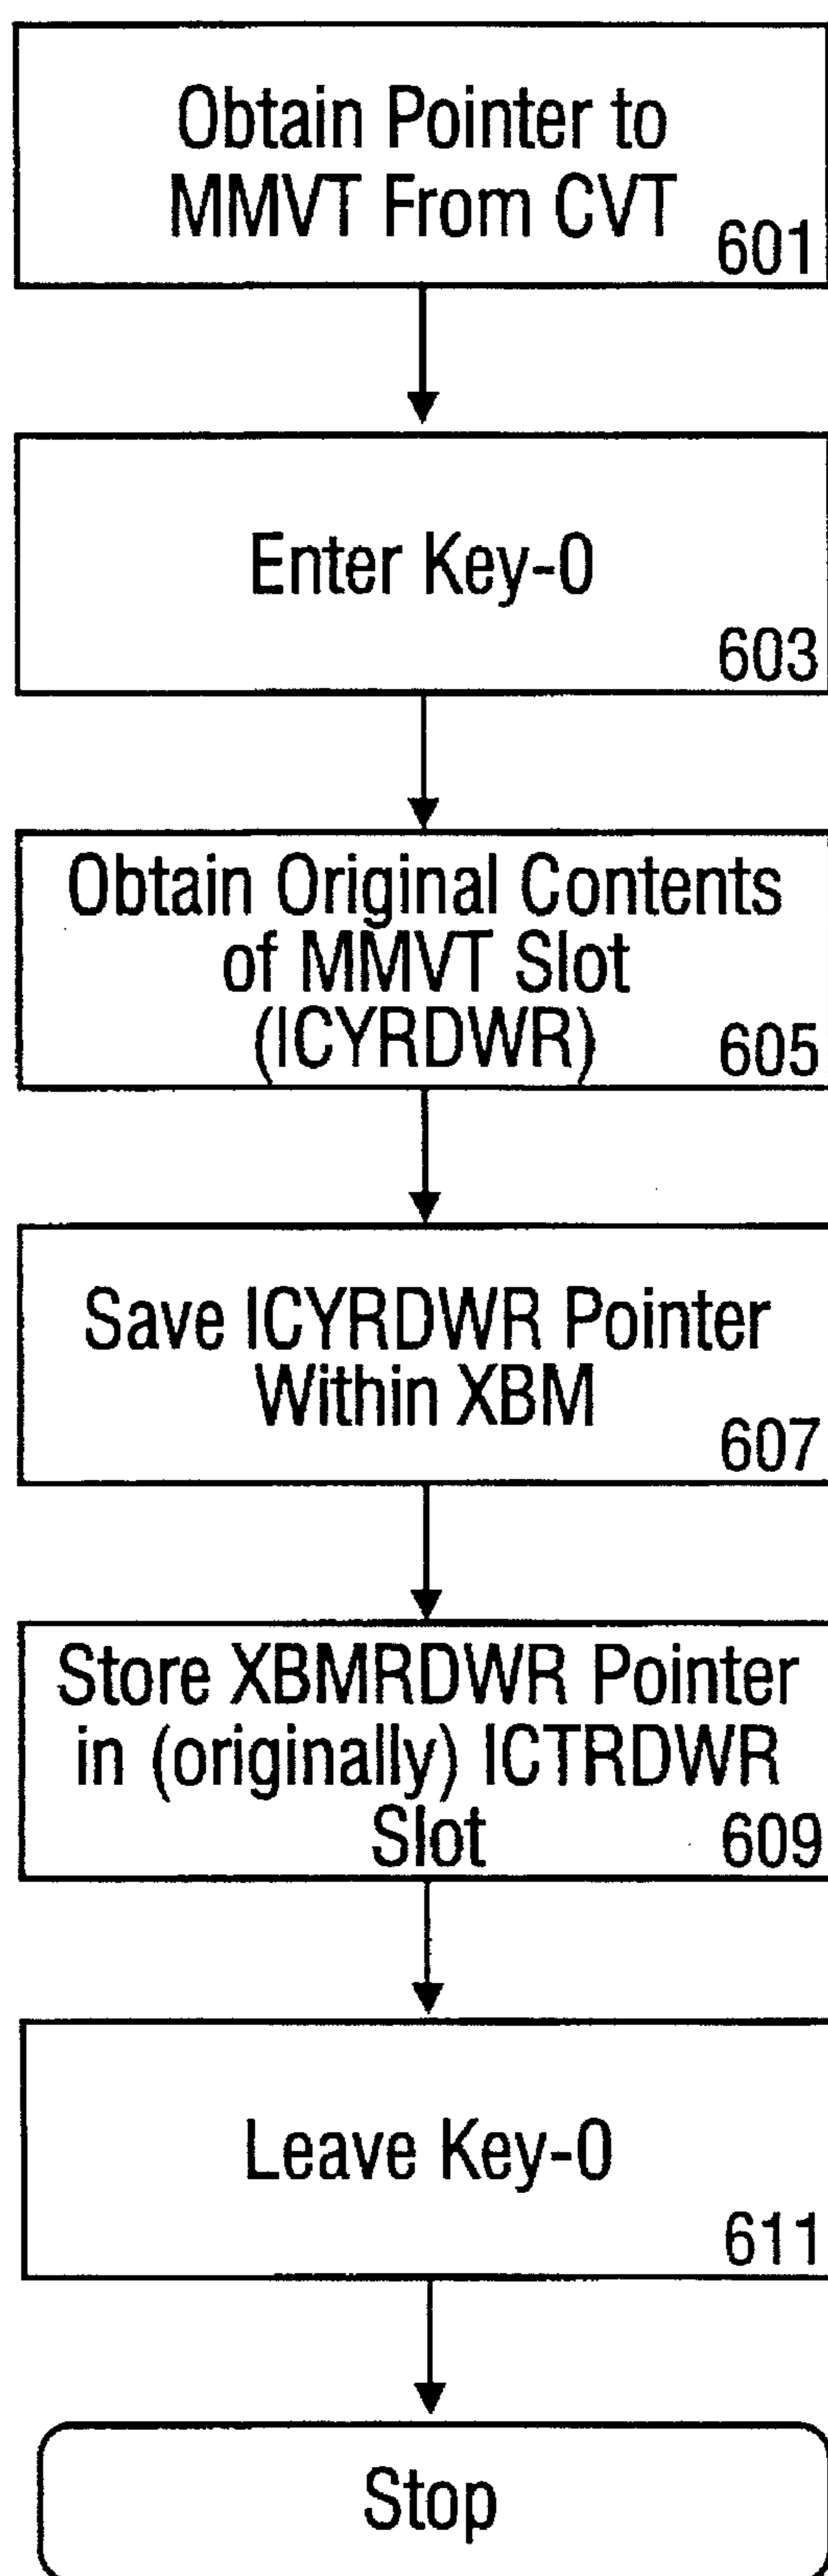 Obtain Pointer to
MMVT From CVT
601
Enter Key-0
603
Obtain Original Contents
of MMVT Slot
(ICYRDWR)
605
Save ICYRDWR Pointer
Within XBM
607
Store XBMRDWR Pointer
in (originally) ICTRDWR
Slot
609
Leave Key-0
611
Stop